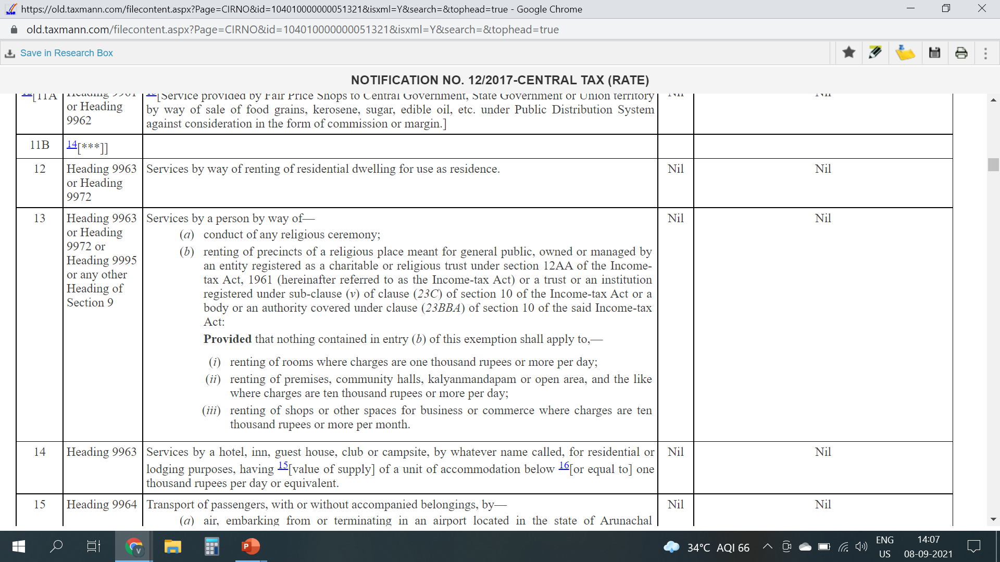 https://old.taxmann.com/filecontent.aspx?Page=CIRNO&id=104010000000051321&isxml=Y&search=&tophead=true - Google Chrome
old.taxmann.com/filecontent.aspx?Page=CIRNO&id=104010000000051321&isxml=Y&search=&tophead=true
Save in Research Box
NOTIFICATION NO. 12/2017-CENTRAL TAX (RATE)
[11A
Heading 9961
or Heading
9962
[Service provided by Fair Price Shops to Central Government, State Government or Union territory
by way of sale of food grains, kerosene, sugar, edible oil, etc. under Public Distribution System
against consideration in the form of commission or margin.]
Nil
Nil
11B
14[***]]
12
Heading 9963
or Heading
9972
Services by way of renting of residential dwelling for use as residence.
Nil
Nil
13
Heading 9963
or Heading
9972 or
Heading 9995
or any other
Heading of
Section 9
Services by a person by way of—
(a) conduct of any religious ceremony;
(b) renting of precincts of a religious place meant for general public, owned or managed by
an entity registered as a charitable or religious trust under section 12AA of the Income-
tax Act, 1961 (hereinafter referred to as the Income-tax Act) or a trust or an institution
registered under sub-clause (v) of clause (23C) of section 10 of the Income-tax Act or a
body or an authority covered under clause (23BBA) of section 10 of the said Income-tax
Act:
Provided that nothing contained in entry (b) of this exemption shall apply to,—
(i) renting of rooms where charges are one thousand rupees or more per day;
(ii) renting of premises, community halls, kalyanmandapam or open area, and the like
where charges are ten thousand rupees or more per day;
(iii) renting of shops or other spaces for business or commerce where charges are ten
thousand rupees or more per month.
Nil
Nil
14
Heading 9963
Services by a hotel, inn, guest house, club or campsite, by whatever name called, for residential or
lodging purposes, having 15[value of supply] of a unit of accommodation below 16[or equal to] one
thousand rupees per day or equivalent.
Nil
Nil
15
Heading 9964
Transport of passengers, with or without accompanied belongings, by—
(a) air, embarking from or terminating in an airport located in the state of Arunachal
Nil
Nil
34°C AQI 66
ENG
US
14:07
08-09-2021